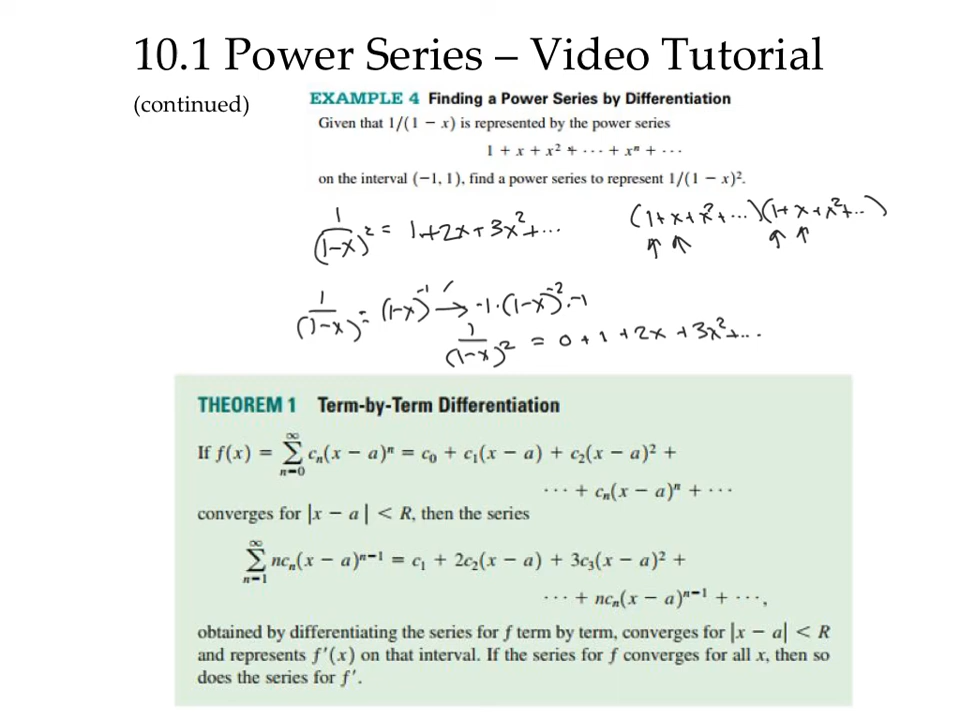 10.1 Power Series – Video Tutorial
(continued)
EXAMPLE 4 Finding a Power Series by Differentiation
Given that 1/(1 − x) is represented by the power series
1 + x + x² + ··· + xⁿ + ···
on the interval (−1, 1), find a power series to represent 1/(1 − x)².
1/(1-x)² = 1+2x+3x²+... (1+x+x²+...)(1+x+x²+...)
↑ ↑ ↑ ↑
1/(1-x) = (1-x)⁻¹ ′ → -1·(1-x)⁻²·-1
1/(1-x)² = 0+1+2x+3x²+...
THEOREM 1 Term-by-Term Differentiation
If f(x) = ∑_{n=0}^{∞} cₙ(x − a)ⁿ = c₀ + c₁(x − a) + c₂(x − a)² +
··· + cₙ(x − a)ⁿ + ···
converges for |x − a| < R, then the series
∑_{n=1}^{∞} ncₙ(x − a)ⁿ⁻¹ = c₁ + 2c₂(x − a) + 3c₃(x − a)² +
··· + ncₙ(x − a)ⁿ⁻¹ + ···,
obtained by differentiating the series for f term by term, converges for |x − a| < R
and represents f′(x) on that interval. If the series for f converges for all x, then so
does the series for f′.